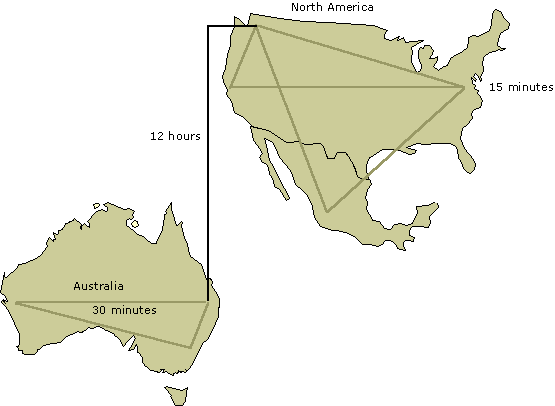 North America
15 minutes
12 hours
Australia
30 minutes